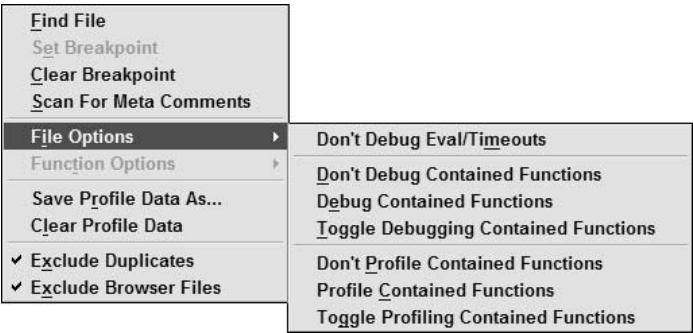 Find File
Set Breakpoint
Clear Breakpoint
Scan For Meta Comments
File Options
Function Options
Save Profile Data As...
Clear Profile Data
Exclude Duplicates
Exclude Browser Files
Don't Debug Eval/Timeouts
Don't Debug Contained Functions
Debug Contained Functions
Toggle Debugging Contained Functions
Don't Profile Contained Functions
Profile Contained Functions
Toggle Profiling Contained Functions